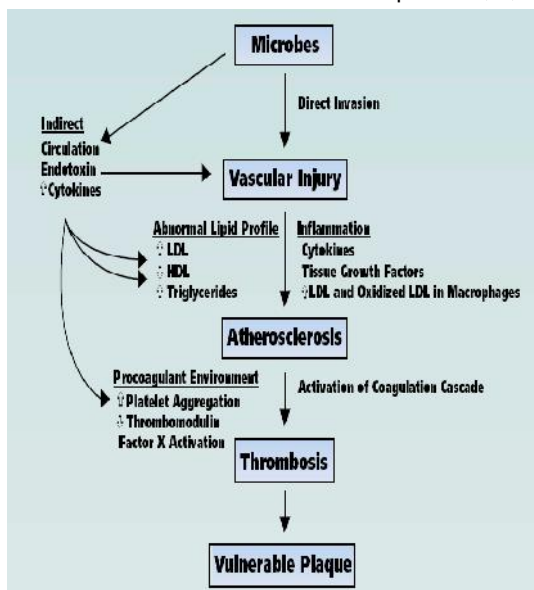 Microbes
Direct Invasion
Indirect
Circulation
Endotoxin
⇧Cytokines
Vascular Injury
Abnormal Lipid Profile
⇧ LDL
⇩ HDL
⇧ Triglycerides
Inflammation
Cytokines
Tissue Growth Factors
⇧LDL and Oxidized LDL in Macrophages
Atherosclerosis
Procoagulant Environment
⇧Platelet Aggregation
⇩ Thrombomodulin
Factor X Activation
Activation of Coagulation Cascade
Thrombosis
Vulnerable Plaque